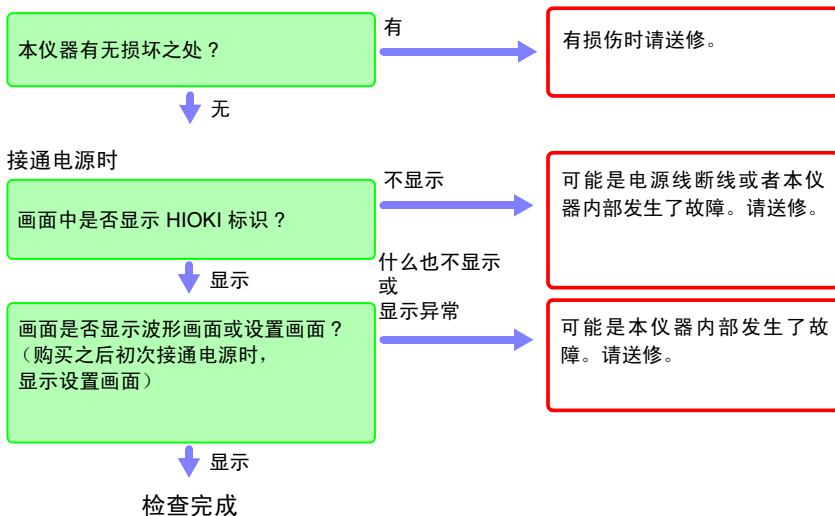 本仪器有无损坏之处？
有
有损伤时请送修。
无
接通电源时
画面中是否显示 HIOKI 标识？
不显示
可能是电源线断线或者本仪
器内部发生了故障。请送修。
显示
什么也不显示
或
显示异常
画面是否显示波形画面或设置画面？
（购买之后初次接通电源时，
显示设置画面）
可能是本仪器内部发生了故
障。请送修。
显示
检查完成